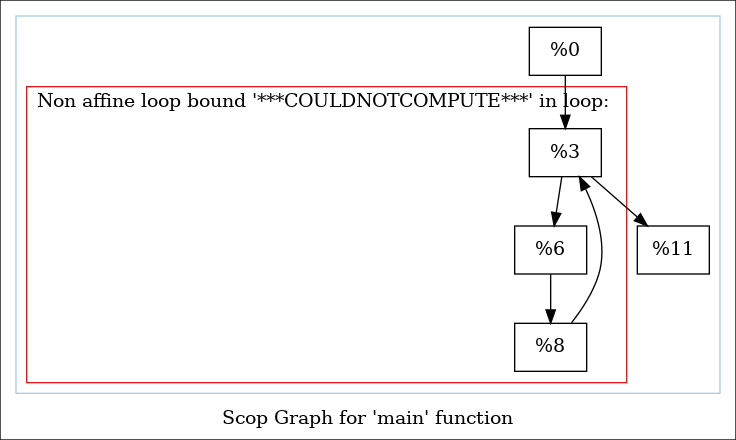 %0
Non affine loop bound '***COULDNOTCOMPUTE***' in loop:
%3
%6
%11
%8
Scop Graph for 'main' function